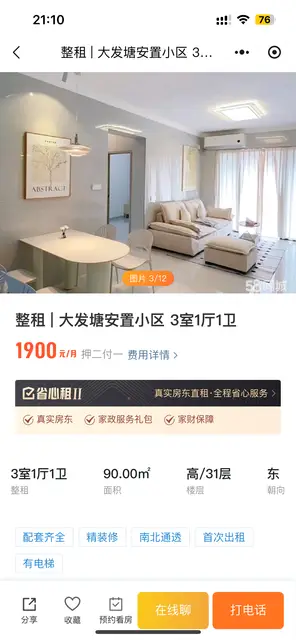 21:10
76
整租 | 大发塘安置小区 3...
ABSTRACT
58同城
图片 3/12
整租 | 大发塘安置小区 3室1厅1卫
1900元/月 押二付一 费用详情 >
省心租II 真实房东直租·全程省心服务 >
真实房东 家政服务礼包 家财保障
3室1厅1卫 90.00㎡ 高/31层 东
整租 面积 楼层 朝向
配套齐全 精装修 南北通透 首次出租
有电梯
分享 收藏 预约看房 在线聊 打电话